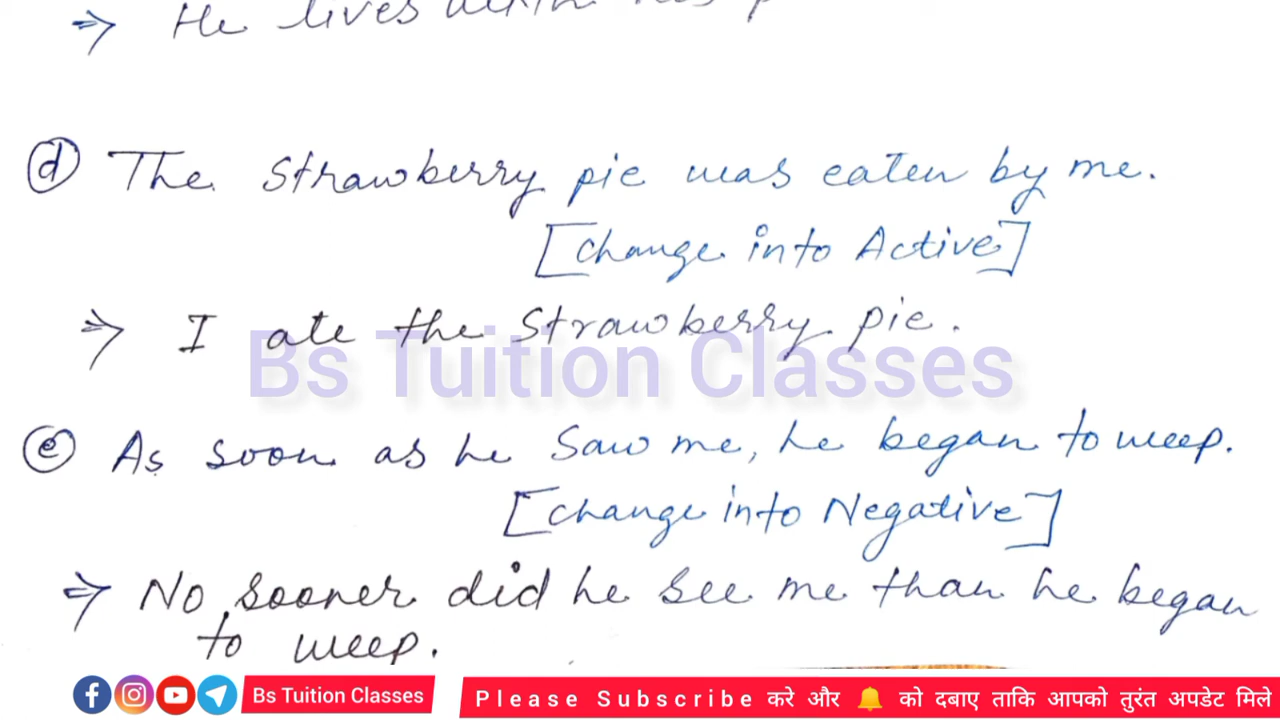 ⇒ He lives within his
ⓓ The strawberry pie was eaten by me.
[Change into Active]
⇒ I ate the strawberry pie.
Bs Tuition Classes
ⓔ As soon as he saw me, he began to weep.
[Change into Negative]
⇒ No sooner did he see me than he began
to weep.
Bs Tuition Classes
Please Subscribe करे और 🔔 को दबाए ताकि आपको तुरंत अपडेट मिले